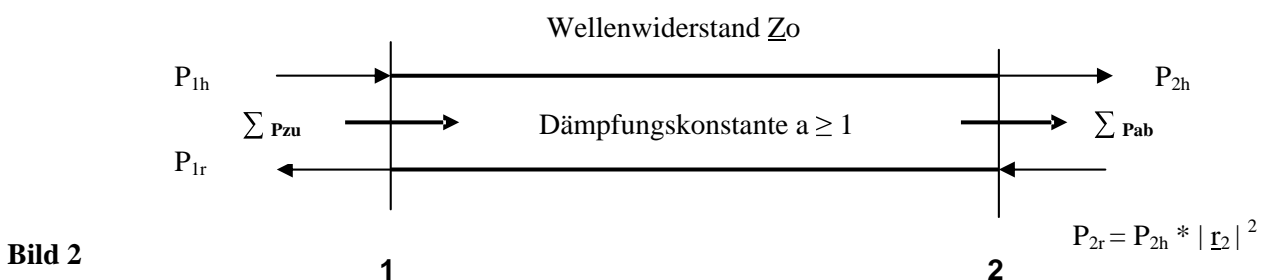 Wellenwiderstand Zo
P1h P2h
∑ Pzu Dämpfungskonstante a ≥ 1 ∑ Pab
P1r
P2r = P2h * | r2 | 2
Bild 2
1 2